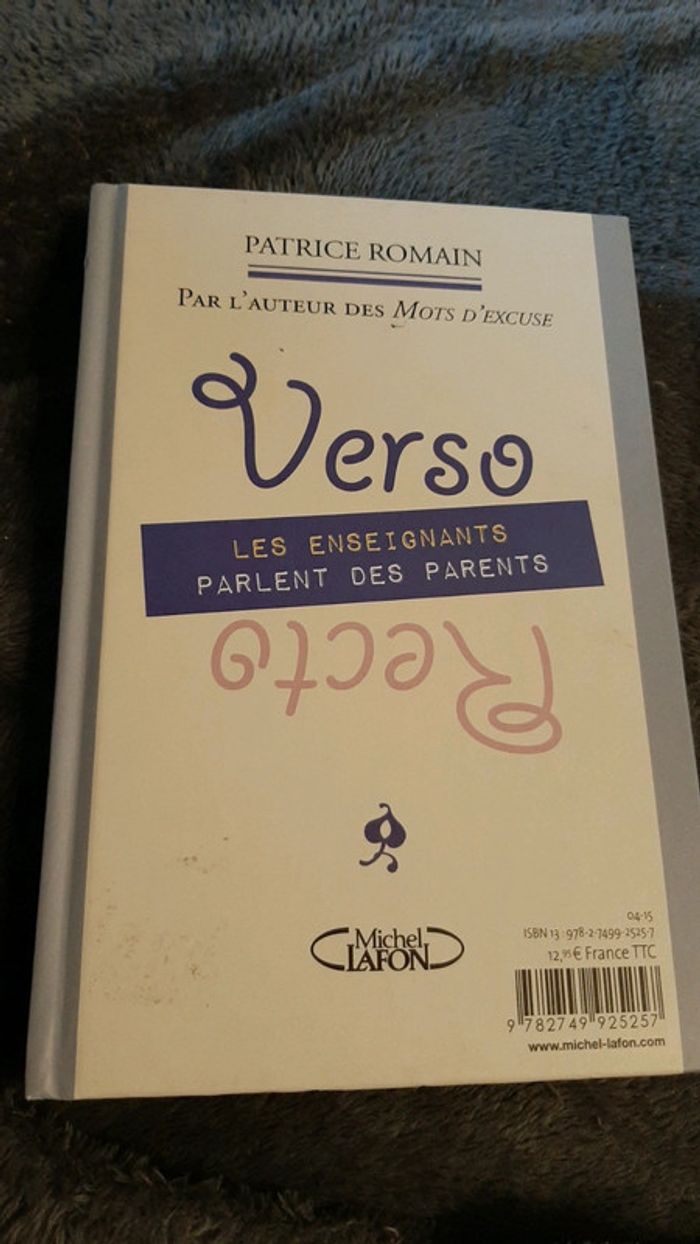 PATRICE ROMAIN
PAR L'AUTEUR DES MOTS D'EXCUSE
Verso
LES ENSEIGNANTS
PARLENT DES PARENTS
Recto
Michel
LAFON
04-15
ISBN 13 : 978-2-7499-2525-7
12,95 € France TTC
9 782749 925257
www.michel-lafon.com